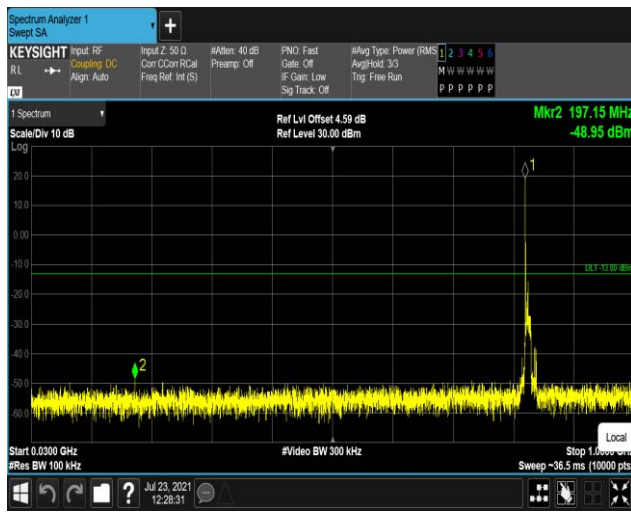 Spectrum Analyzer 1
Swept SA
KEYSIGHT
RL
LXI
Input: RF
Coupling: DC
Align: Auto
Input Z: 50 Ω
Corr CCorr RCal
Freq Ref: Int (S)
#Atten: 40 dB
Preamp: Off
PNO: Fast
Gate: Off
IF Gain: Low
Sig Track: Off
#Avg Type: Power (RMS
Avg|Hold: 3/3
Trig: Free Run
1 2 3 4 5 6
M W W W W W
P P P P P P
1 Spectrum
Scale/Div 10 dB
Ref Lvl Offset 4.59 dB
Ref Level 30.00 dBm
Mkr2 197.15 MHz
-48.95 dBm
Log
20.0
10.0
0.00
-10.0
-20.0
-30.0
-40.0
-50.0
-60.0
1
2
DL1 -13.00 dBm
Local
Start 0.0300 GHz
#Res BW 100 kHz
#Video BW 300 kHz
Stop 1.0000 GHz
Sweep ~36.5 ms (10000 pts
Jul 23, 2021
12:28:31